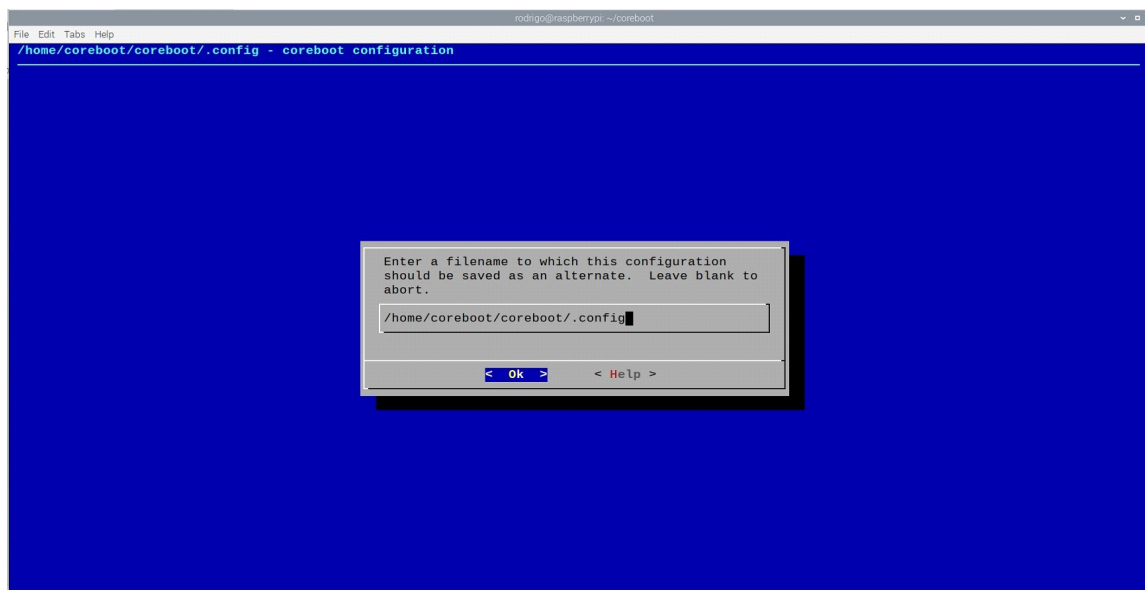 rodrigo@raspberrypi: ~/coreboot
File Edit Tabs Help
/home/coreboot/coreboot/.config - coreboot configuration
Enter a filename to which this configuration
should be saved as an alternate. Leave blank to
abort.
/home/coreboot/coreboot/.config
< Ok > < Help >